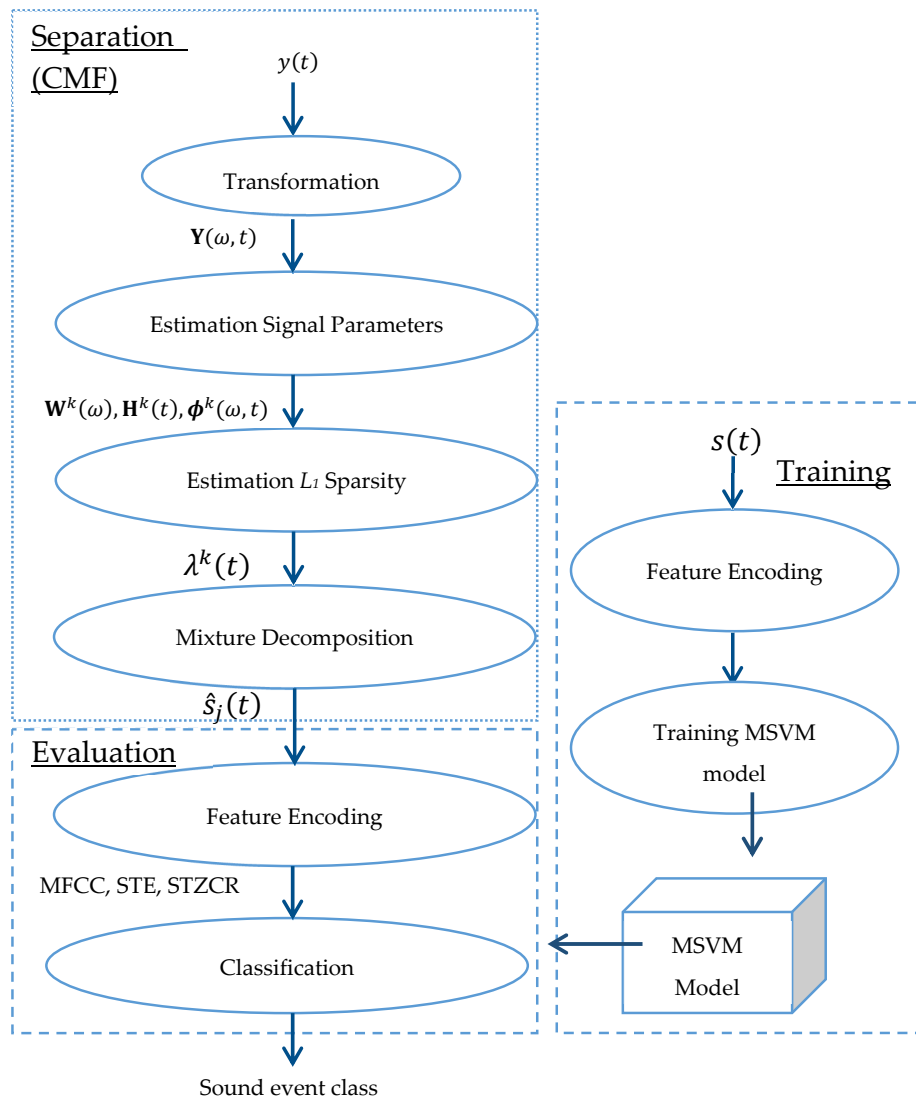 Separation
(CMF)
y(t)
Transformation
Y(ω, t)
Estimation Signal Parameters
W^k(ω), H^k(t), ϕ^k(ω, t)
Estimation L₁ Sparsity
λ^k(t)
Mixture Decomposition
ŝ_j(t)
Evaluation
Feature Encoding
MFCC, STE, STZCR
Classification
Sound event class
s(t)
Training
Feature Encoding
Training MSVM
model
MSVM
Model